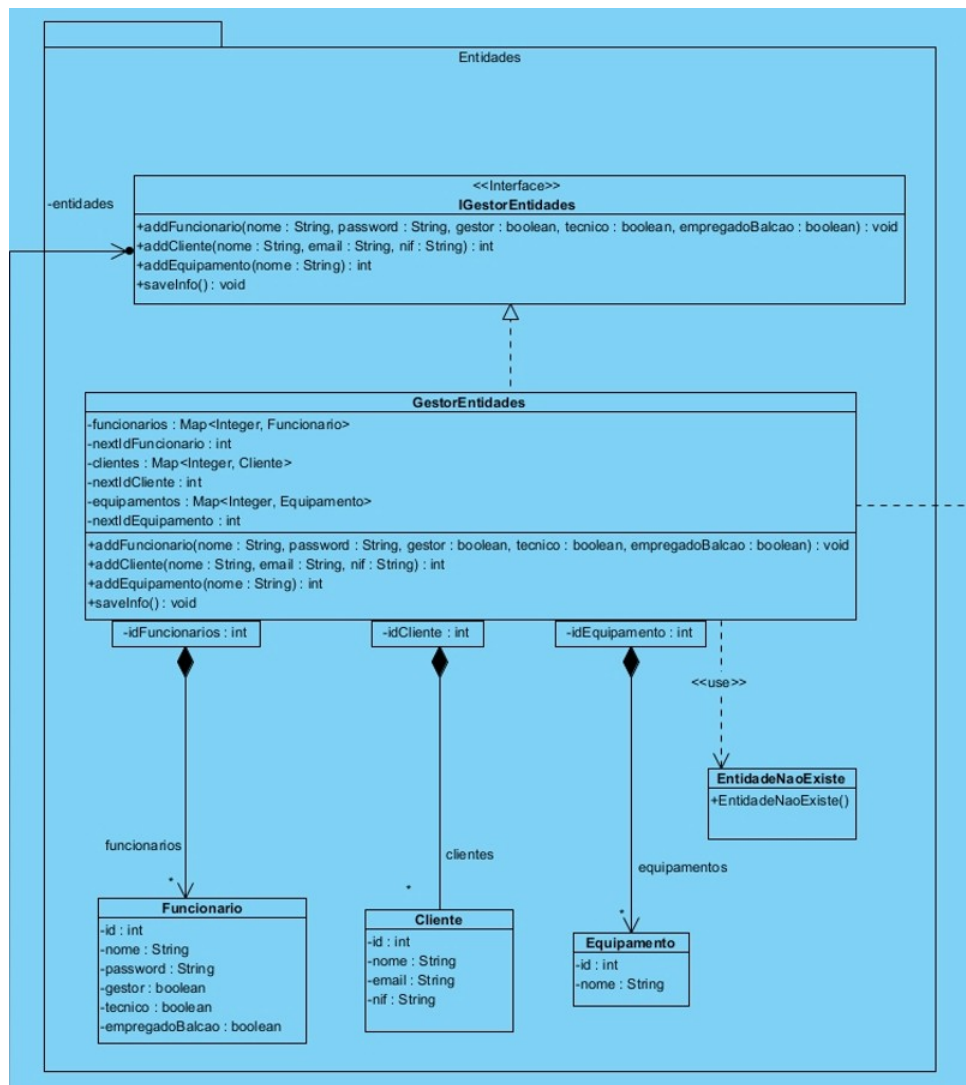 Entidades
-entidades
<<Interface>>
IGestorEntidades
+addFuncionario(nome : String, password : String, gestor : boolean, tecnico : boolean, empregadoBalcao : boolean) : void
+addCliente(nome : String, email : String, nif : String) : int
+addEquipamento(nome : String) : int
+saveInfo() : void
GestorEntidades
-funcionarios : Map<Integer, Funcionario>
-nextIdFuncionario : int
-clientes : Map<Integer, Cliente>
-nextIdCliente : int
-equipamentos : Map<Integer, Equipamento>
-nextIdEquipamento : int
+addFuncionario(nome : String, password : String, gestor : boolean, tecnico : boolean, empregadoBalcao : boolean) : void
+addCliente(nome : String, email : String, nif : String) : int
+addEquipamento(nome : String) : int
+saveInfo() : void
-idFuncionarios : int
-idCliente : int
-idEquipamento : int
<<use>>
EntidadeNaoExiste
+EntidadeNaoExiste()
funcionarios
clientes
equipamentos
*
*
*
Funcionario
-id : int
-nome : String
-password : String
-gestor : boolean
-tecnico : boolean
-empregadoBalcao : boolean
Cliente
-id : int
-nome : String
-email : String
-nif : String
Equipamento
-id : int
-nome : String